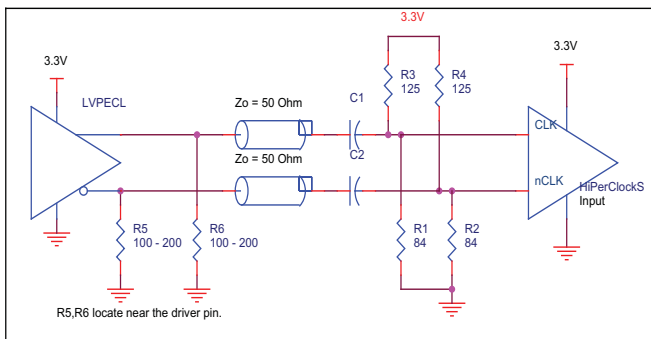 3.3V
3.3V
3.3V
LVPECL
Zo = 50 Ohm
C1
R3
125
R4
125
CLK
Zo = 50 Ohm
C2
nCLK
HiPerClockS
Input
R5
100 - 200
R6
100 - 200
R1
84
R2
84
R5,R6 locate near the driver pin.